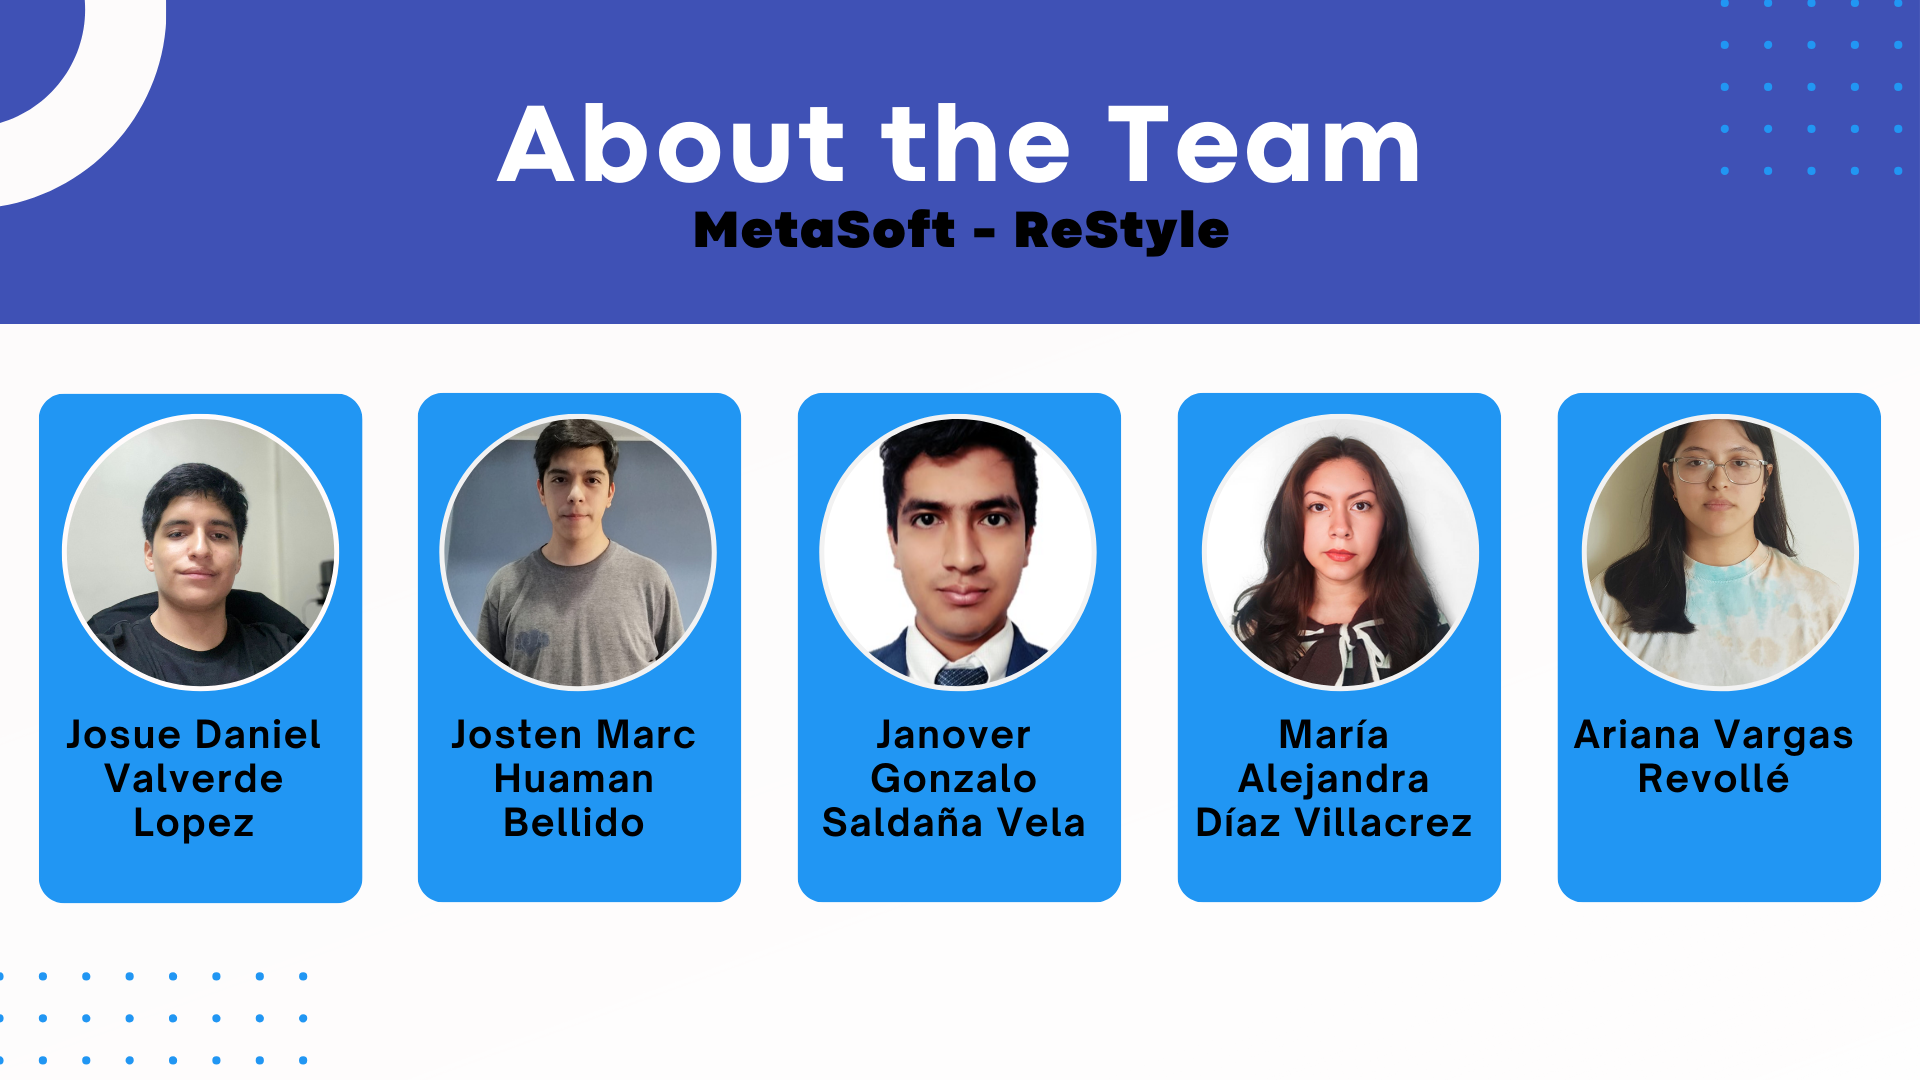 About the Team
MetaSoft - ReStyle
Josue Daniel
Valverde
Lopez
Josten Marc
Huaman
Bellido
Janover
Gonzalo
Saldaña Vela
María
Alejandra
Díaz Villacrez
Ariana Vargas
Revollé